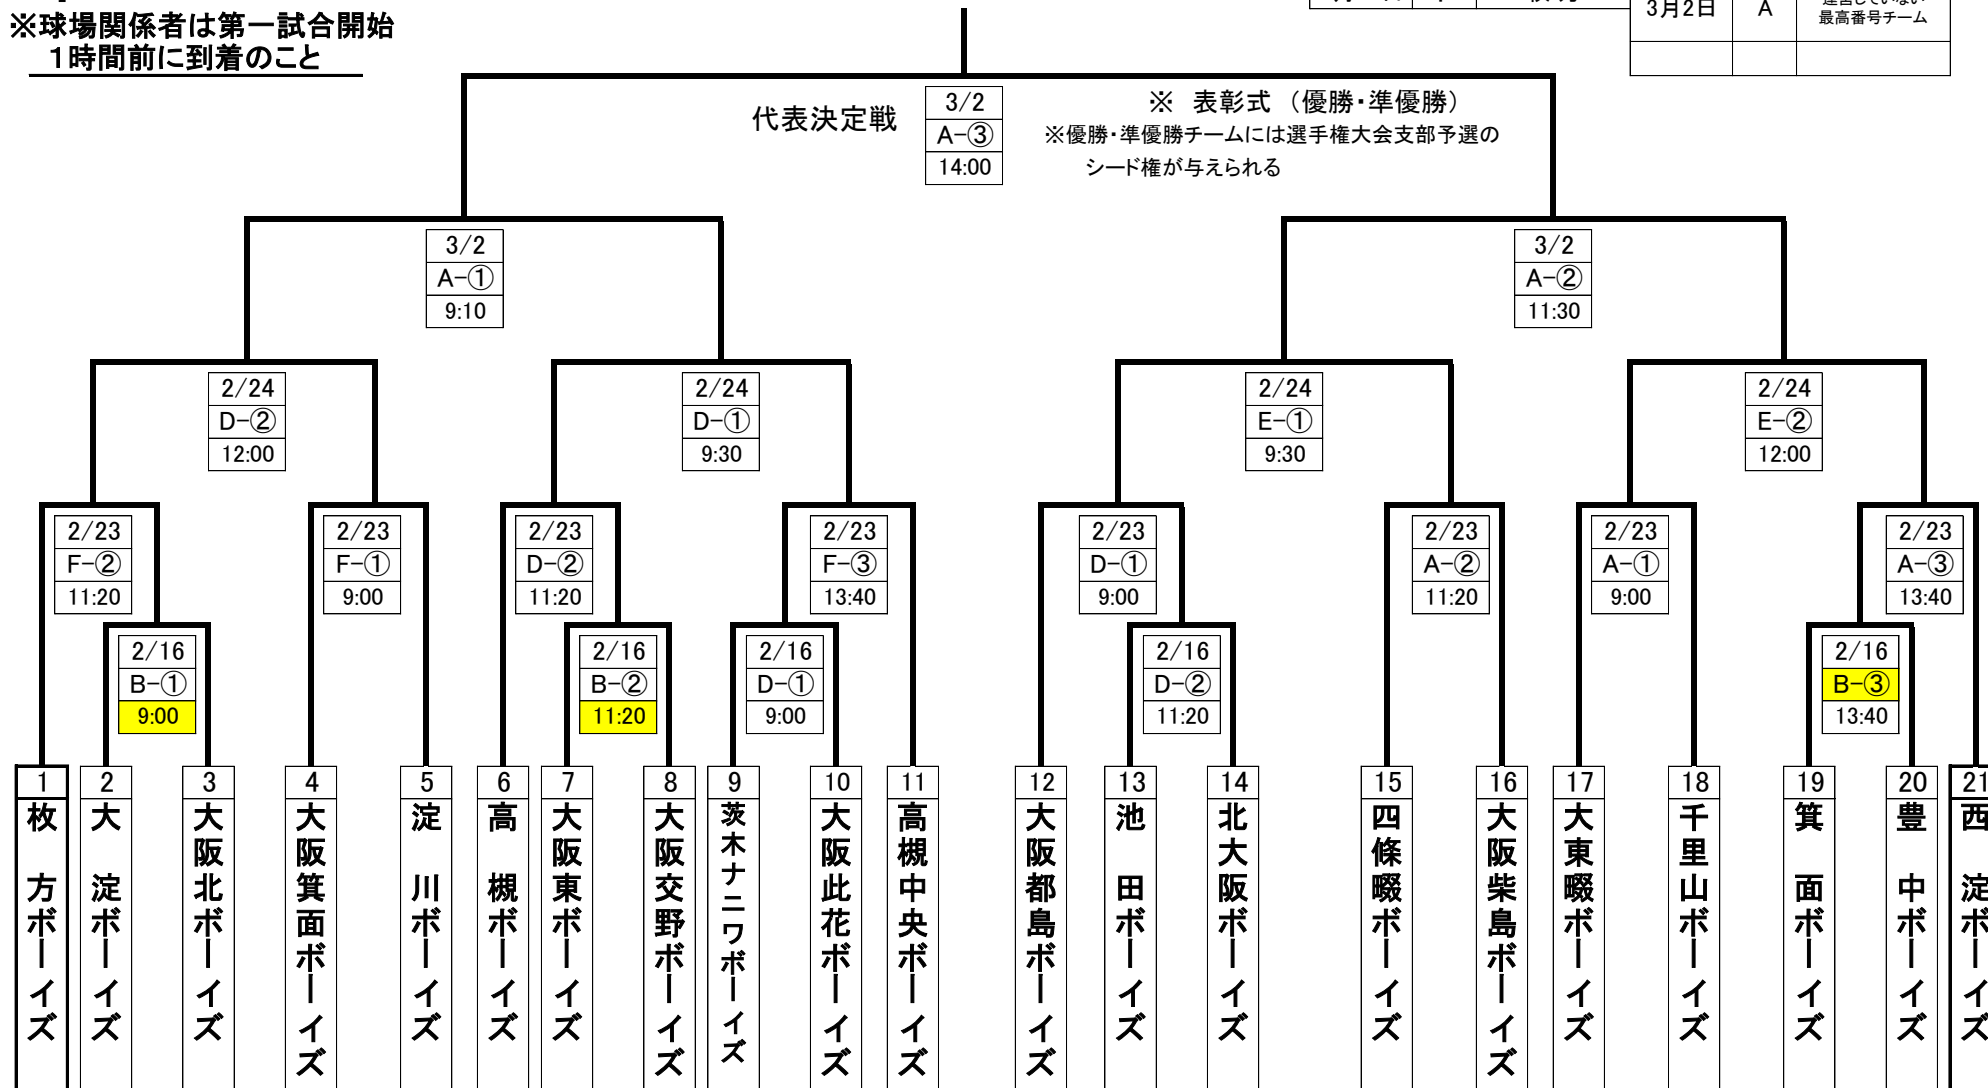 ※球場関係者は第一試合開始
1時間前に到着のこと
3月2日
A
最高番号チーム
代表決定戦
3/2
A-③
14:00
※ 表彰式 (優勝・準優勝)
※優勝・準優勝チームには選手権大会支部予選の
シード権が与えられる
3/2
A-①
9:10
3/2
A-②
11:30
2/24
D-②
12:00
2/24
D-①
9:30
2/24
E-①
9:30
2/24
E-②
12:00
2/23
F-②
11:20
2/23
F-①
9:00
2/23
D-②
11:20
2/23
F-③
13:40
2/23
D-①
9:00
2/23
A-②
11:20
2/23
A-①
9:00
2/23
A-③
13:40
2/16
B-①
9:00
2/16
B-②
11:20
2/16
D-①
9:00
2/16
D-②
11:20
2/16
B-③
13:40
1
枚 方ボーイズ
2
大 淀ボーイズ
3
大阪北ボーイズ
4
大阪箕面ボーイズ
5
淀 川ボーイズ
6
高 槻ボーイズ
7
大阪東ボーイズ
8
大阪交野ボーイズ
9
茨木ナニワボーイズ
10
大阪此花ボーイズ
11
高槻中央ボーイズ
12
大阪都島ボーイズ
13
池 田ボーイズ
14
北大阪ボーイズ
15
四條畷ボーイズ
16
大阪柴島ボーイズ
17
大東畷ボーイズ
18
千里山ボーイズ
19
箕 面ボーイズ
20
豊 中ボーイズ
21
西 淀ボーイズ